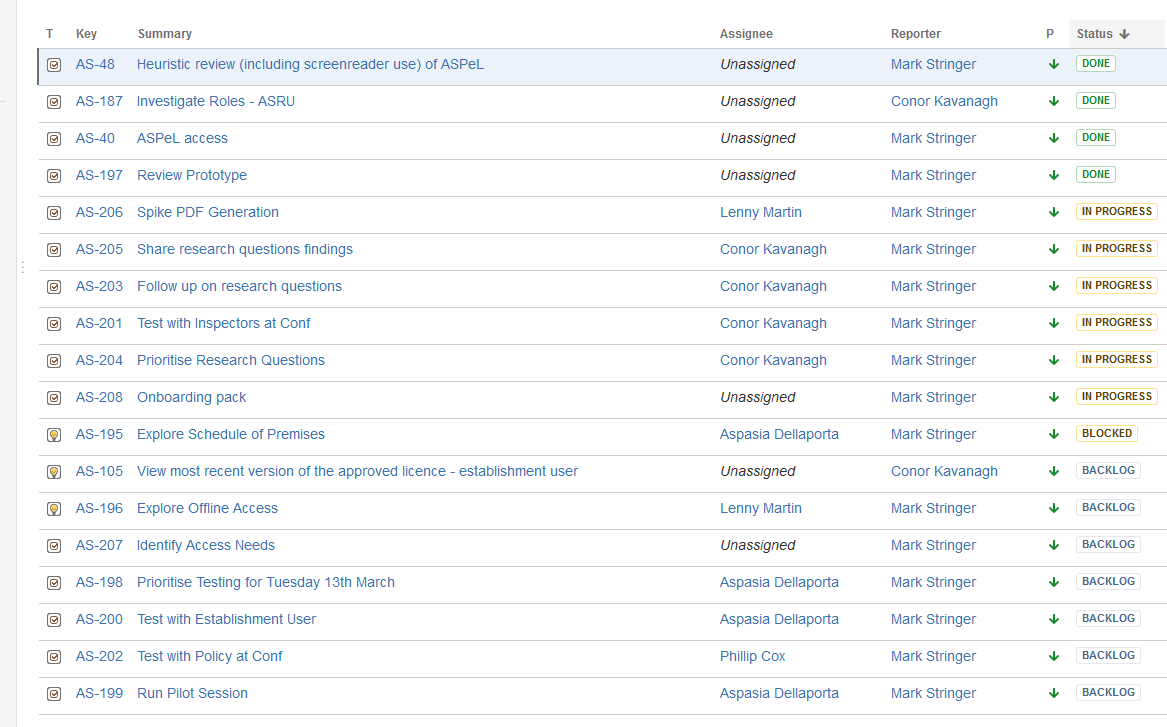 T Key Summary Assignee Reporter P Status
AS-48 Heuristic review (including screenreader use) of ASPeL Unassigned Mark Stringer DONE
AS-187 Investigate Roles - ASRU Unassigned Conor Kavanagh DONE
AS-40 ASPeL access Unassigned Mark Stringer DONE
AS-197 Review Prototype Unassigned Mark Stringer DONE
AS-206 Spike PDF Generation Lenny Martin Mark Stringer IN PROGRESS
AS-205 Share research questions findings Conor Kavanagh Mark Stringer IN PROGRESS
AS-203 Follow up on research questions Conor Kavanagh Mark Stringer IN PROGRESS
AS-201 Test with Inspectors at Conf Conor Kavanagh Mark Stringer IN PROGRESS
AS-204 Prioritise Research Questions Conor Kavanagh Mark Stringer IN PROGRESS
AS-208 Onboarding pack Unassigned Mark Stringer IN PROGRESS
AS-195 Explore Schedule of Premises Aspasia Dellaporta Mark Stringer BLOCKED
AS-105 View most recent version of the approved licence - establishment user Unassigned Conor Kavanagh BACKLOG
AS-196 Explore Offline Access Lenny Martin Mark Stringer BACKLOG
AS-207 Identify Access Needs Unassigned Mark Stringer BACKLOG
AS-198 Prioritise Testing for Tuesday 13th March Aspasia Dellaporta Mark Stringer BACKLOG
AS-200 Test with Establishment User Aspasia Dellaporta Mark Stringer BACKLOG
AS-202 Test with Policy at Conf Phillip Cox Mark Stringer BACKLOG
AS-199 Run Pilot Session Aspasia Dellaporta Mark Stringer BACKLOG